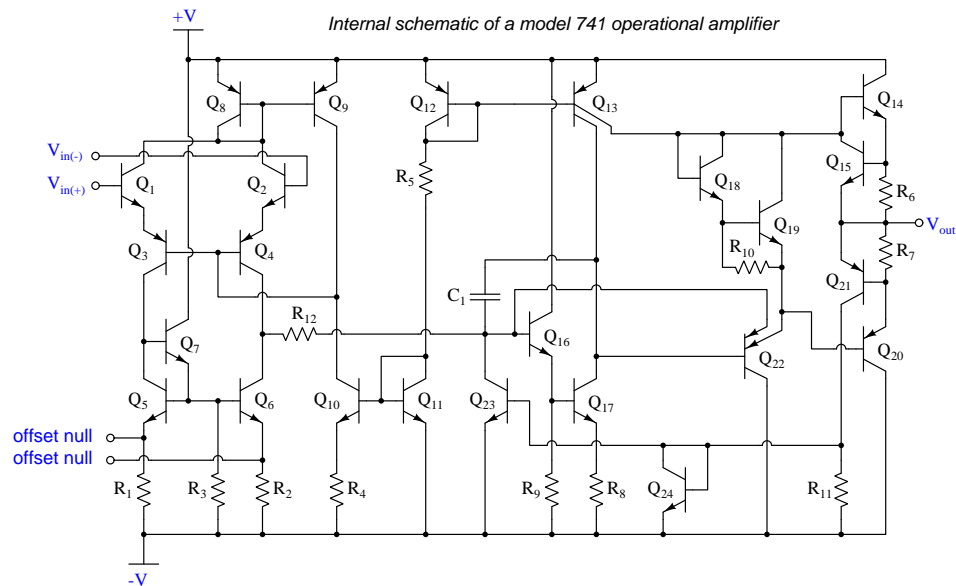 Internal schematic of a model 741 operational amplifier
+V
Q8
Q9
Q12
Q13
Q14
Vin(-)
Vin(+)
Q1
Q2
R5
Q18
Q15
R6
Q19
Vout
Q3
Q4
R10
R7
C1
Q21
R12
Q7
Q16
Q22
Q20
Q5
Q6
Q10
Q11
Q23
Q17
offset null
offset null
R1
R3
R2
R4
R9
R8
Q24
R11
-V